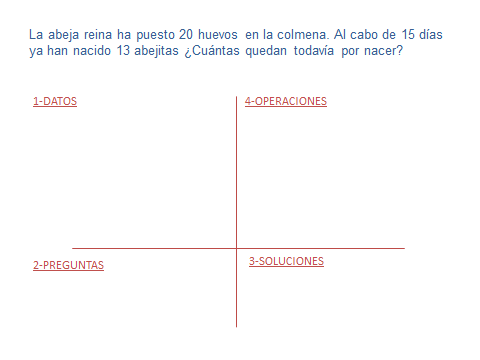 La abeja reina ha puesto 20 huevos en la colmena. Al cabo de 15 días
ya han nacido 13 abejitas ¿Cuántas quedan todavía por nacer?
1-DATOS
4-OPERACIONES
2-PREGUNTAS
3-SOLUCIONES